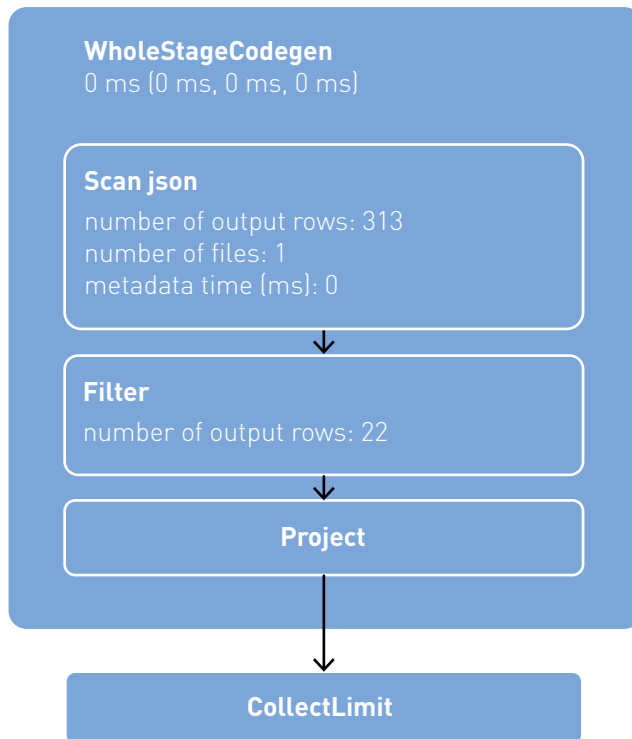 WholeStageCodegen
0 ms (0 ms, 0 ms, 0 ms)
Scan json
number of output rows: 313
number of files: 1
metadata time (ms): 0
Filter
number of output rows: 22
Project
CollectLimit